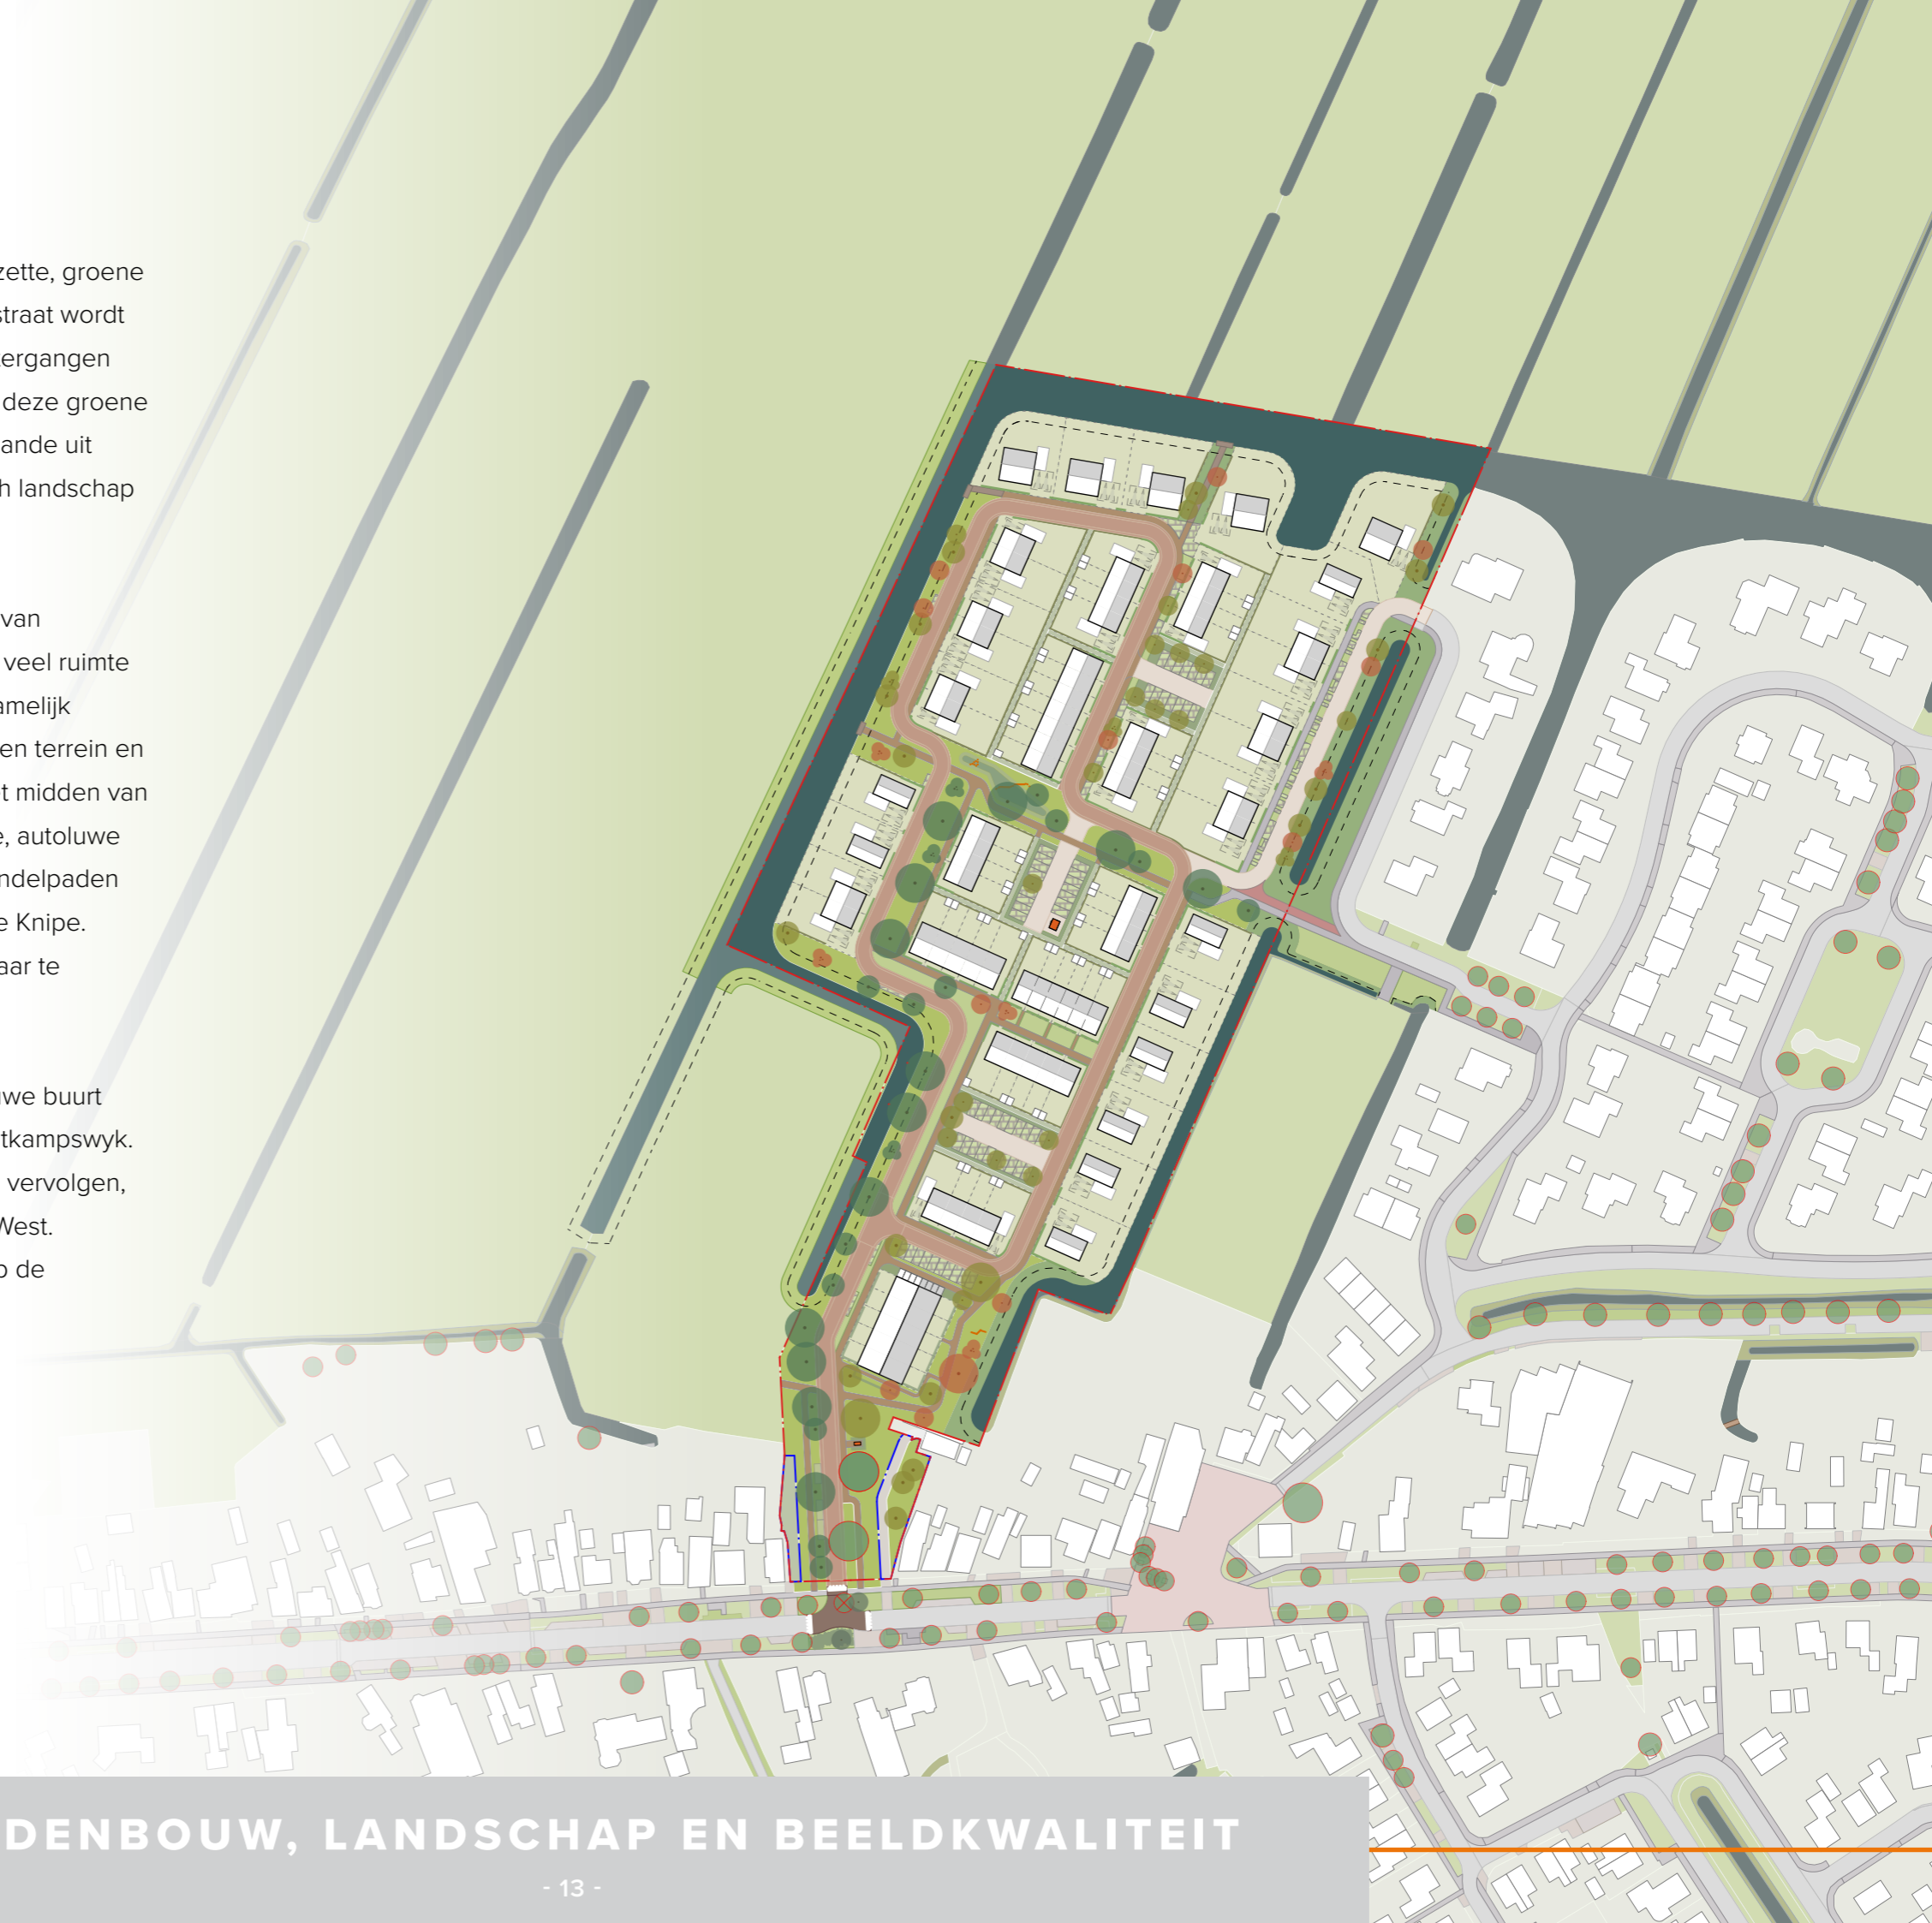 zette, groene
straat wordt
ergangen
deze groene
ande uit
h landschap
van
veel ruimte
amelijk
en terrein en
t midden van
e, autoluwe
ndelpaden
e Knipe.
aar te
uwe buurt
tkampswyk.
vervolgen,
West.
o de
DENBOUW, LANDSCHAP EN BEELDKWALITEIT
- 13 -